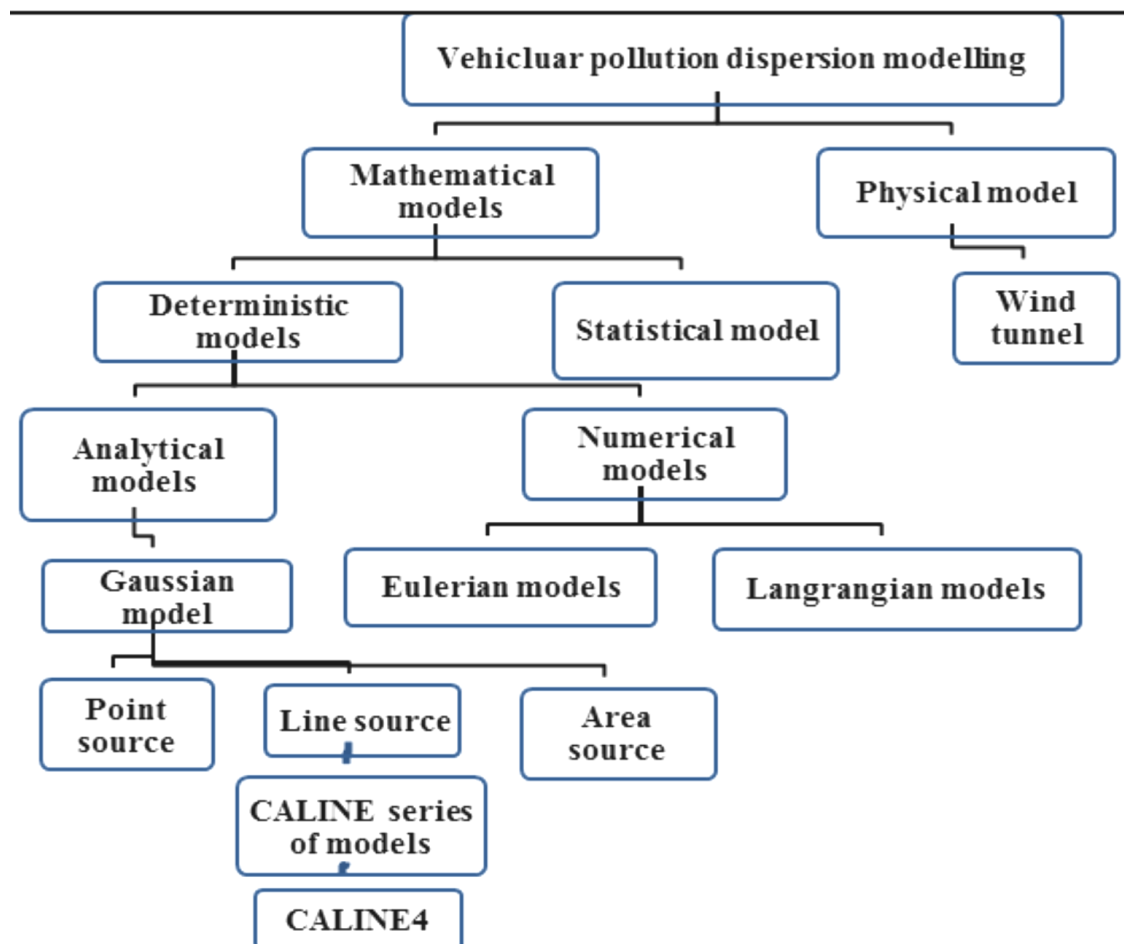 Vehicluar pollution dispersion modelling
Mathematical
models
Physical model
Deterministic
models
Statistical model
Wind
tunnel
Analytical
models
Numerical
models
Gaussian
model
Eulerian models
Langrangian models
Point
source
Line source
Area
source
CALINE series
of models
CALINE4